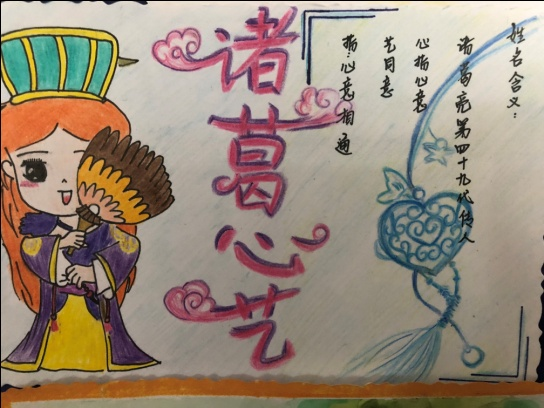 姓名含义：
诸葛亮第四十九代传人
心指心意
艺同意
指心意相通
诸葛心艺